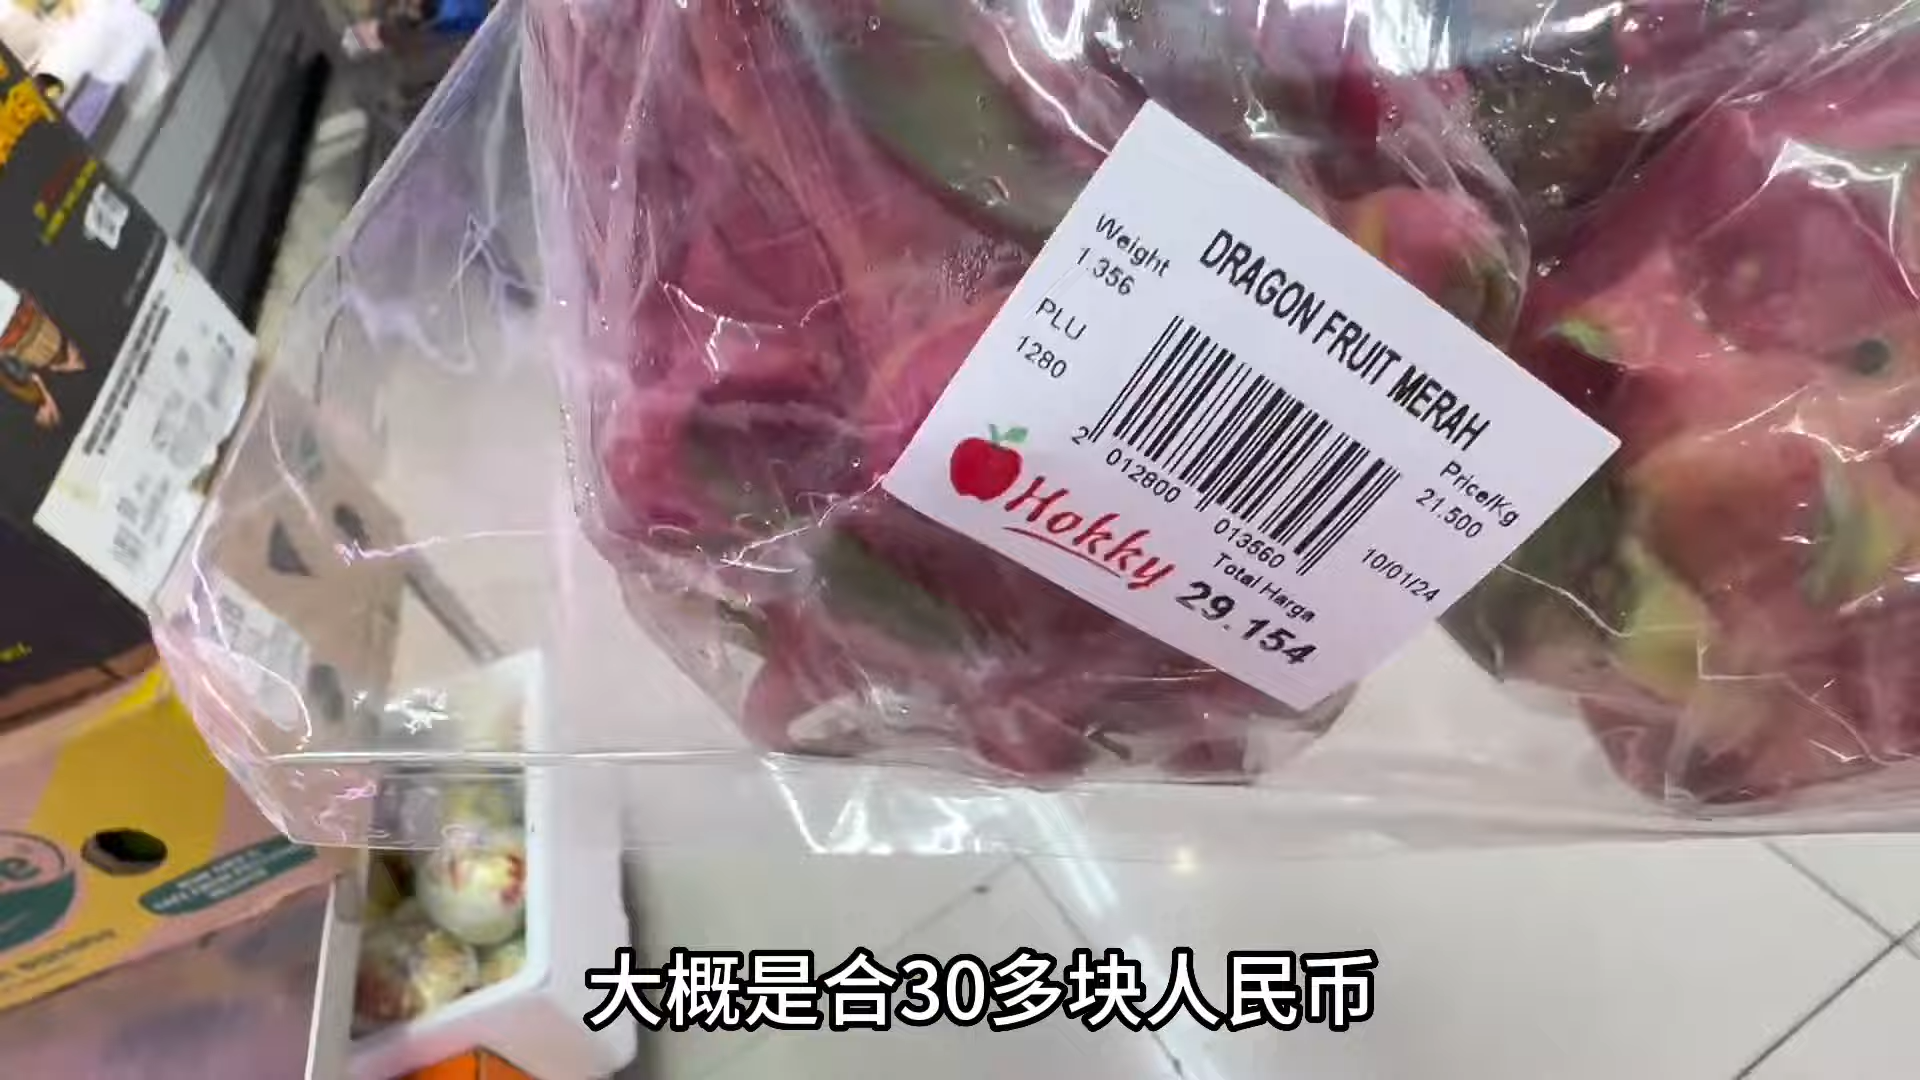 DRAGON FRUIT MERAH
Weight
1.356
PLU
1280
2 012800 013560
Price/Kg
21.500
10/01/24
Total Harga
29.154
Hokky
大概是合30多块人民币